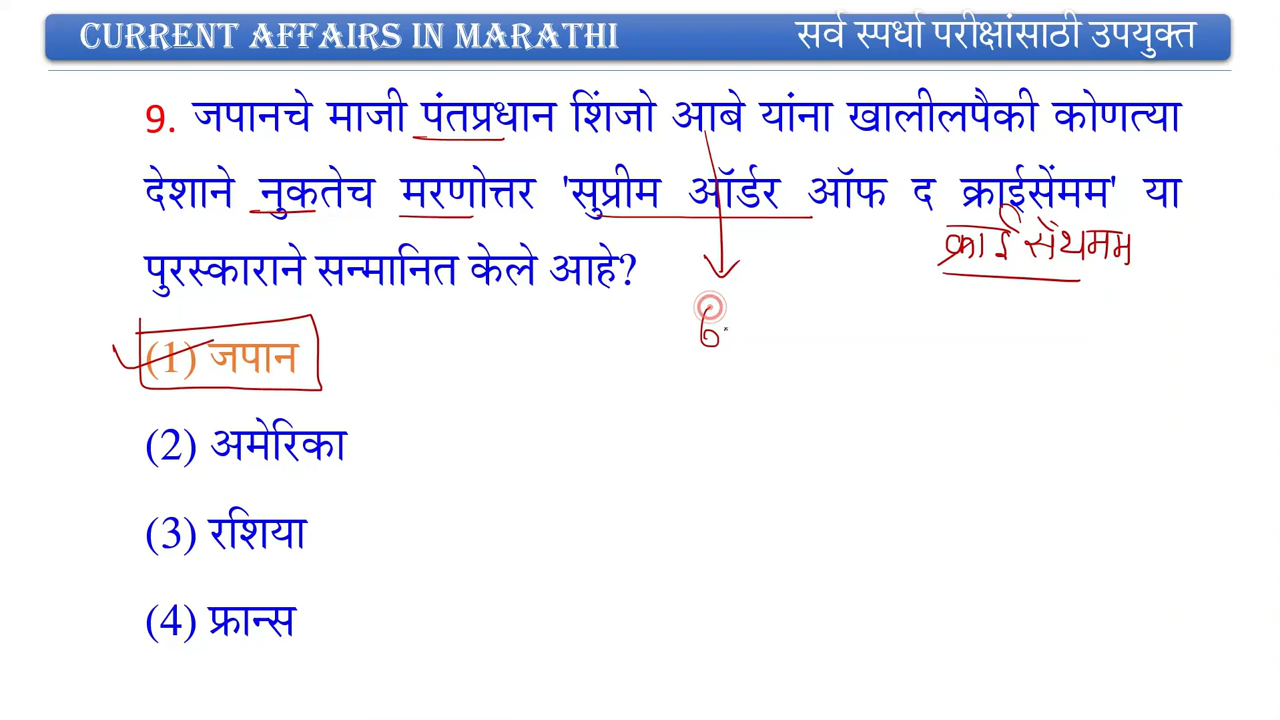 CURRENT AFFAIRS IN MARATHI
सर्व स्पर्धा परीक्षांसाठी उपयुक्त
9. जपानचे माजी पंतप्रधान शिंजो आबे यांना खालीलपैकी कोणत्या
देशाने नुकतेच मरणोत्तर 'सुप्रीम ऑर्डर ऑफ द क्राईसेंमम' या
क्राईसेंथमम
पुरस्काराने सन्मानित केले आहे?
(1) जपान
(2) अमेरिका
(3) रशिया
(4) फ्रान्स